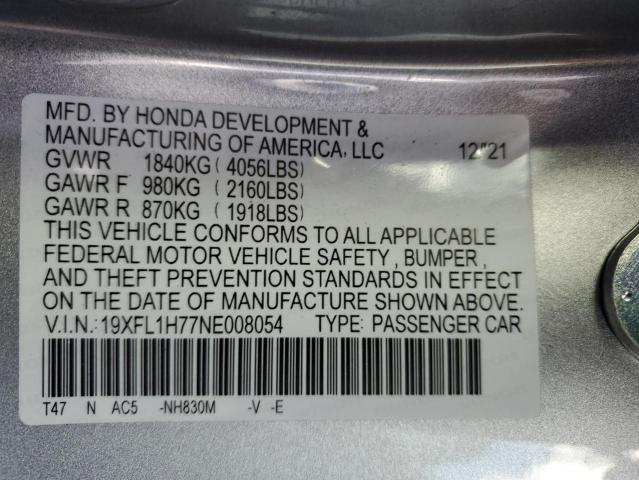 MFD. BY HONDA DEVELOPMENT &
MANUFACTURING OF AMERICA, LLC 12/21
GVWR 1840KG ( 4056LBS)
GAWR F 980KG ( 2160LBS)
GAWR R 870KG ( 1918LBS)
THIS VEHICLE CONFORMS TO ALL APPLICABLE
FEDERAL MOTOR VEHICLE SAFETY , BUMPER ,
AND THEFT PREVENTION STANDARDS IN EFFECT
ON THE DATE OF MANUFACTURE SHOWN ABOVE.
V.I.N.:19XFL1H77NE008054 TYPE: PASSENGER CAR
T47 N AC5 -NH830M -V -E